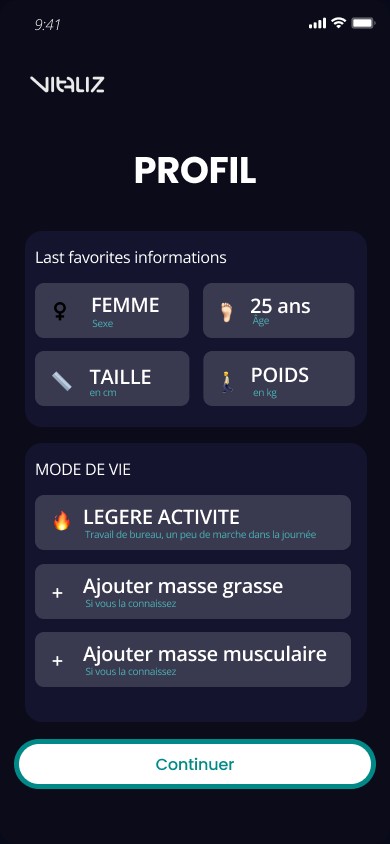 9:41
VITALIZ
PROFIL
Last favorites informations
FEMME
Sexe
25 ans
Âge
TAILLE
en cm
POIDS
en kg
MODE DE VIE
LEGERE ACTIVITE
Travail de bureau, un peu de marche dans la journée
+ Ajouter masse grasse
Si vous la connaissez
+ Ajouter masse musculaire
Si vous la connaissez
Continuer